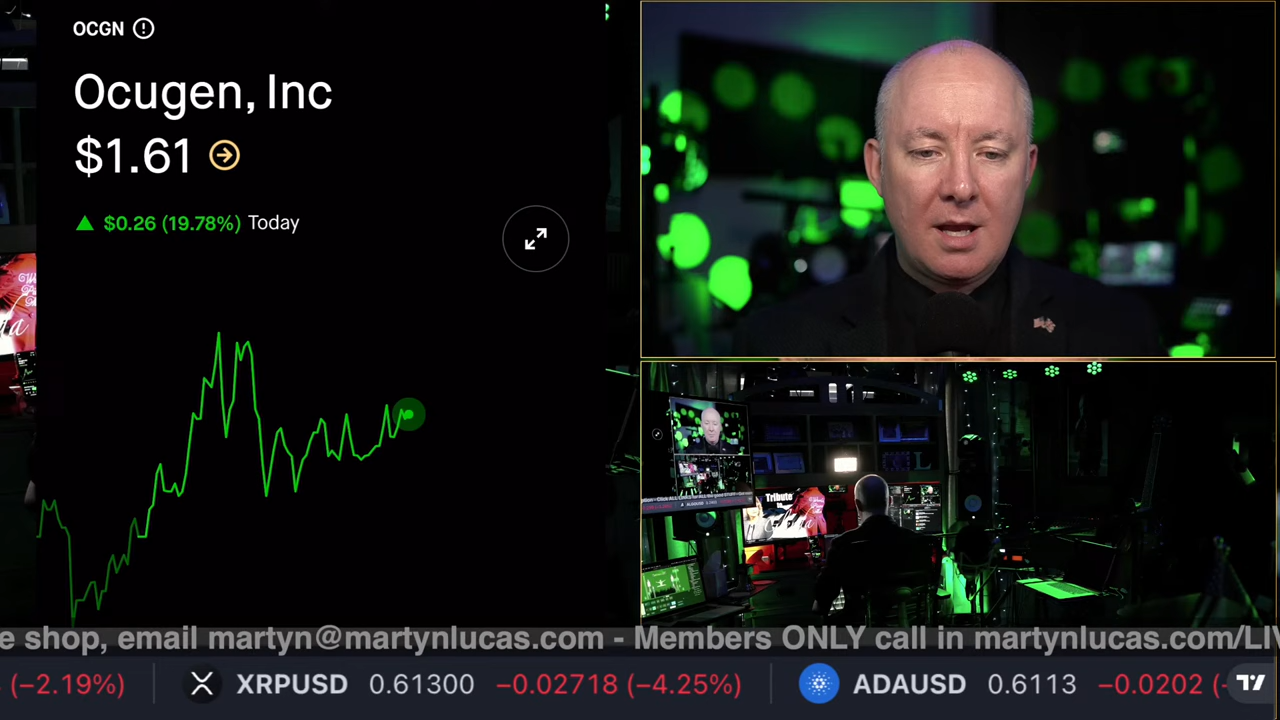 OCGN
Ocugen, Inc
$1.61
$0.26 (19.78%) Today
Tribute
e shop, email martyn@martynlucas.com - Members ONLY call in martynlucas.com/LIV
(−2.19%) XRPUSD 0.61300 −0.02718 (−4.25%) ADAUSD 0.6113 −0.0202 (-